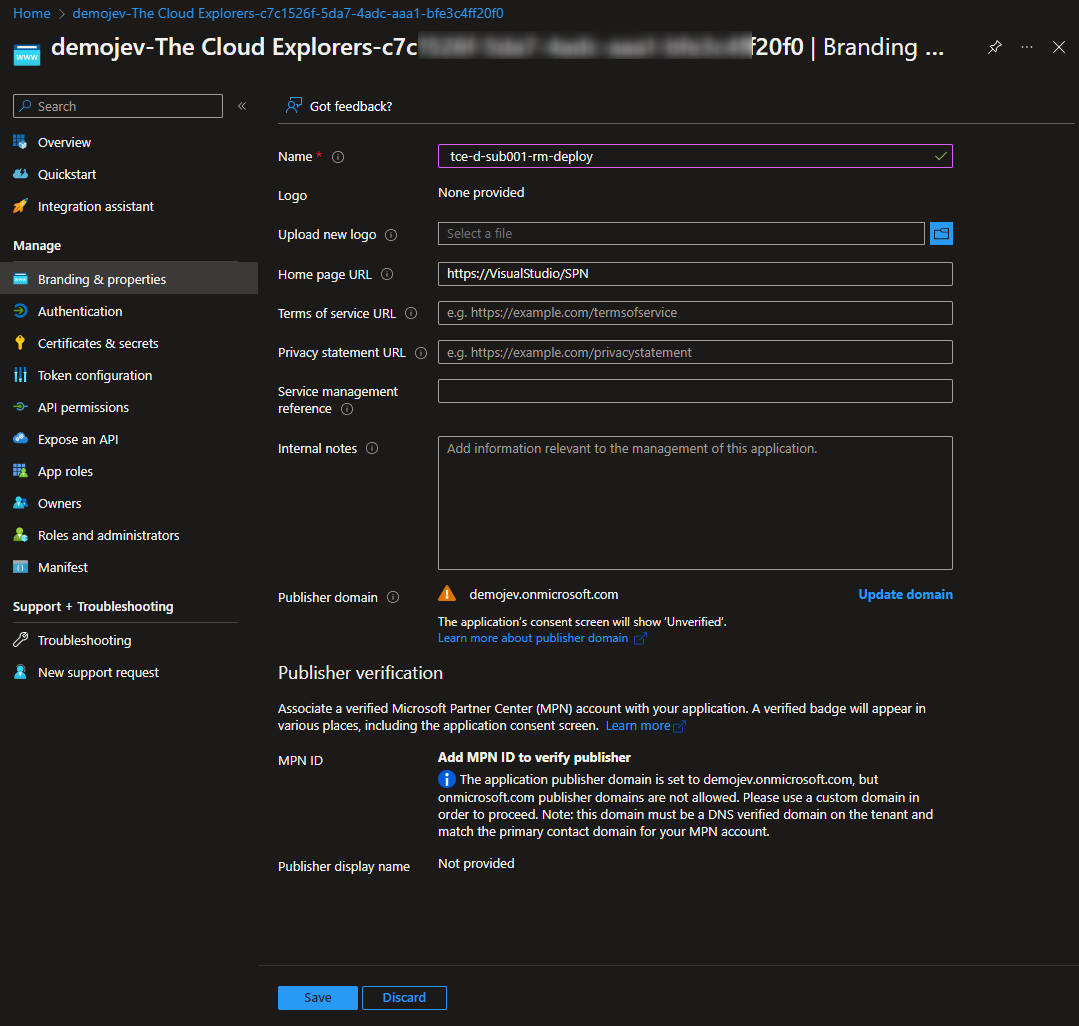 Home > demojev-The Cloud Explorers-c7c1526f-5da7-4adc-aaa1-bfe3c4ff20f0
demojev-The Cloud Explorers-c7c f20f0 | Branding ...
Search
Overview
Quickstart
Integration assistant
Manage
Branding & properties
Authentication
Certificates & secrets
Token configuration
API permissions
Expose an API
App roles
Owners
Roles and administrators
Manifest
Support + Troubleshooting
Troubleshooting
New support request
Got feedback?
Name * tce-d-sub001-rm-deploy
Logo None provided
Upload new logo Select a file
Home page URL https://VisualStudio/SPN
Terms of service URL e.g. https://example.com/termsofservice
Privacy statement URL e.g. https://example.com/privacystatement
Service management
reference
Internal notes Add information relevant to the management of this application.
Publisher domain demojev.onmicrosoft.com Update domain
The application's consent screen will show 'Unverified'.
Learn more about publisher domain
Publisher verification
Associate a verified Microsoft Partner Center (MPN) account with your application. A verified badge will appear in
various places, including the application consent screen. Learn more
MPN ID Add MPN ID to verify publisher
The application publisher domain is set to demojev.onmicrosoft.com, but
onmicrosoft.com publisher domains are not allowed. Please use a custom domain in
order to proceed. Note: this domain must be a DNS verified domain on the tenant and
match the primary contact domain for your MPN account.
Publisher display name Not provided
Save Discard